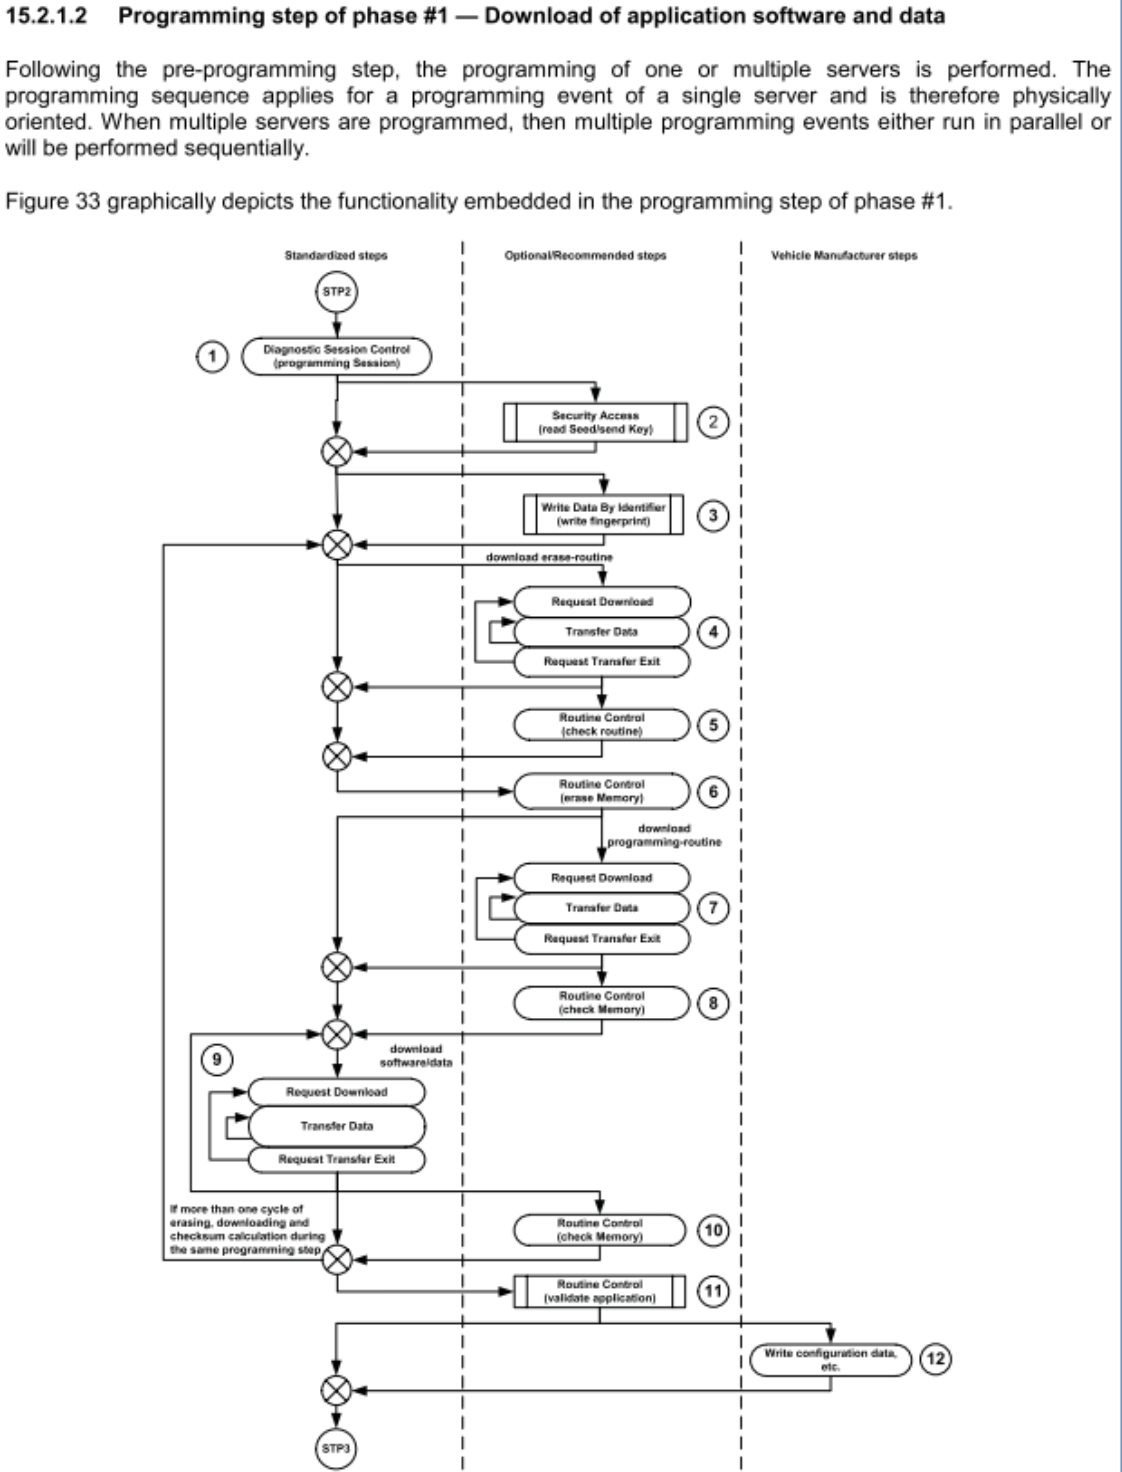 15.2.1.2 Programming step of phase #1 — Download of application software and data
Following the pre-programming step, the programming of one or multiple servers is performed. The
programming sequence applies for a programming event of a single server and is therefore physically
oriented. When multiple servers are programmed, then multiple programming events either run in parallel or
will be performed sequentially.
Figure 33 graphically depicts the functionality embedded in the programming step of phase #1.
Standardized steps
Optional/Recommended steps
Vehicle Manufacturer steps
STP2
1
Diagnostic Session Control
(programming Session)
Security Access
(read Seed/send Key)
2
Write Data By Identifier
(write fingerprint)
3
download erase-routine
Request Download
Transfer Data
4
Request Transfer Exit
Routine Control
(check routine)
5
Routine Control
(erase Memory)
6
download
programming-routine
Request Download
Transfer Data
7
Request Transfer Exit
Routine Control
(check Memory)
8
9
download
software/data
Request Download
Transfer Data
Request Transfer Exit
If more than one cycle of
erasing, downloading and
checksum calculation during
the same programming step
Routine Control
(check Memory)
10
Routine Control
(validate application)
11
Write configuration data,
etc.
12
STP3